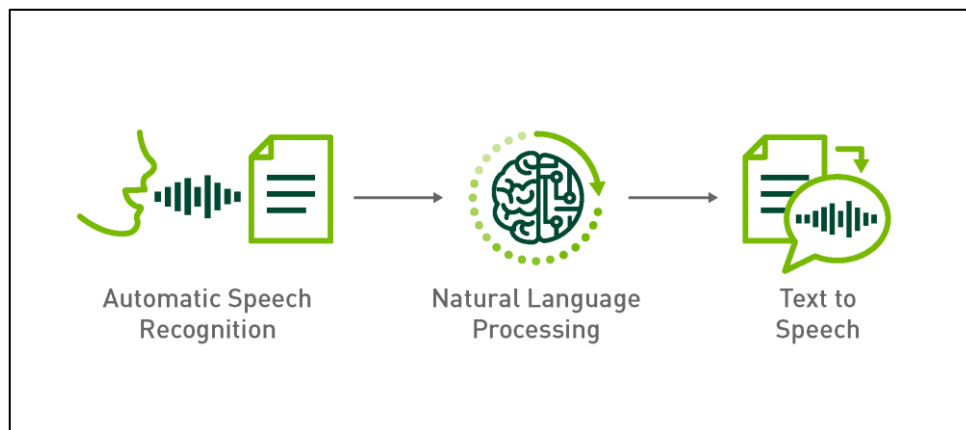 Automatic Speech
Recognition
Natural Language
Processing
Text to
Speech